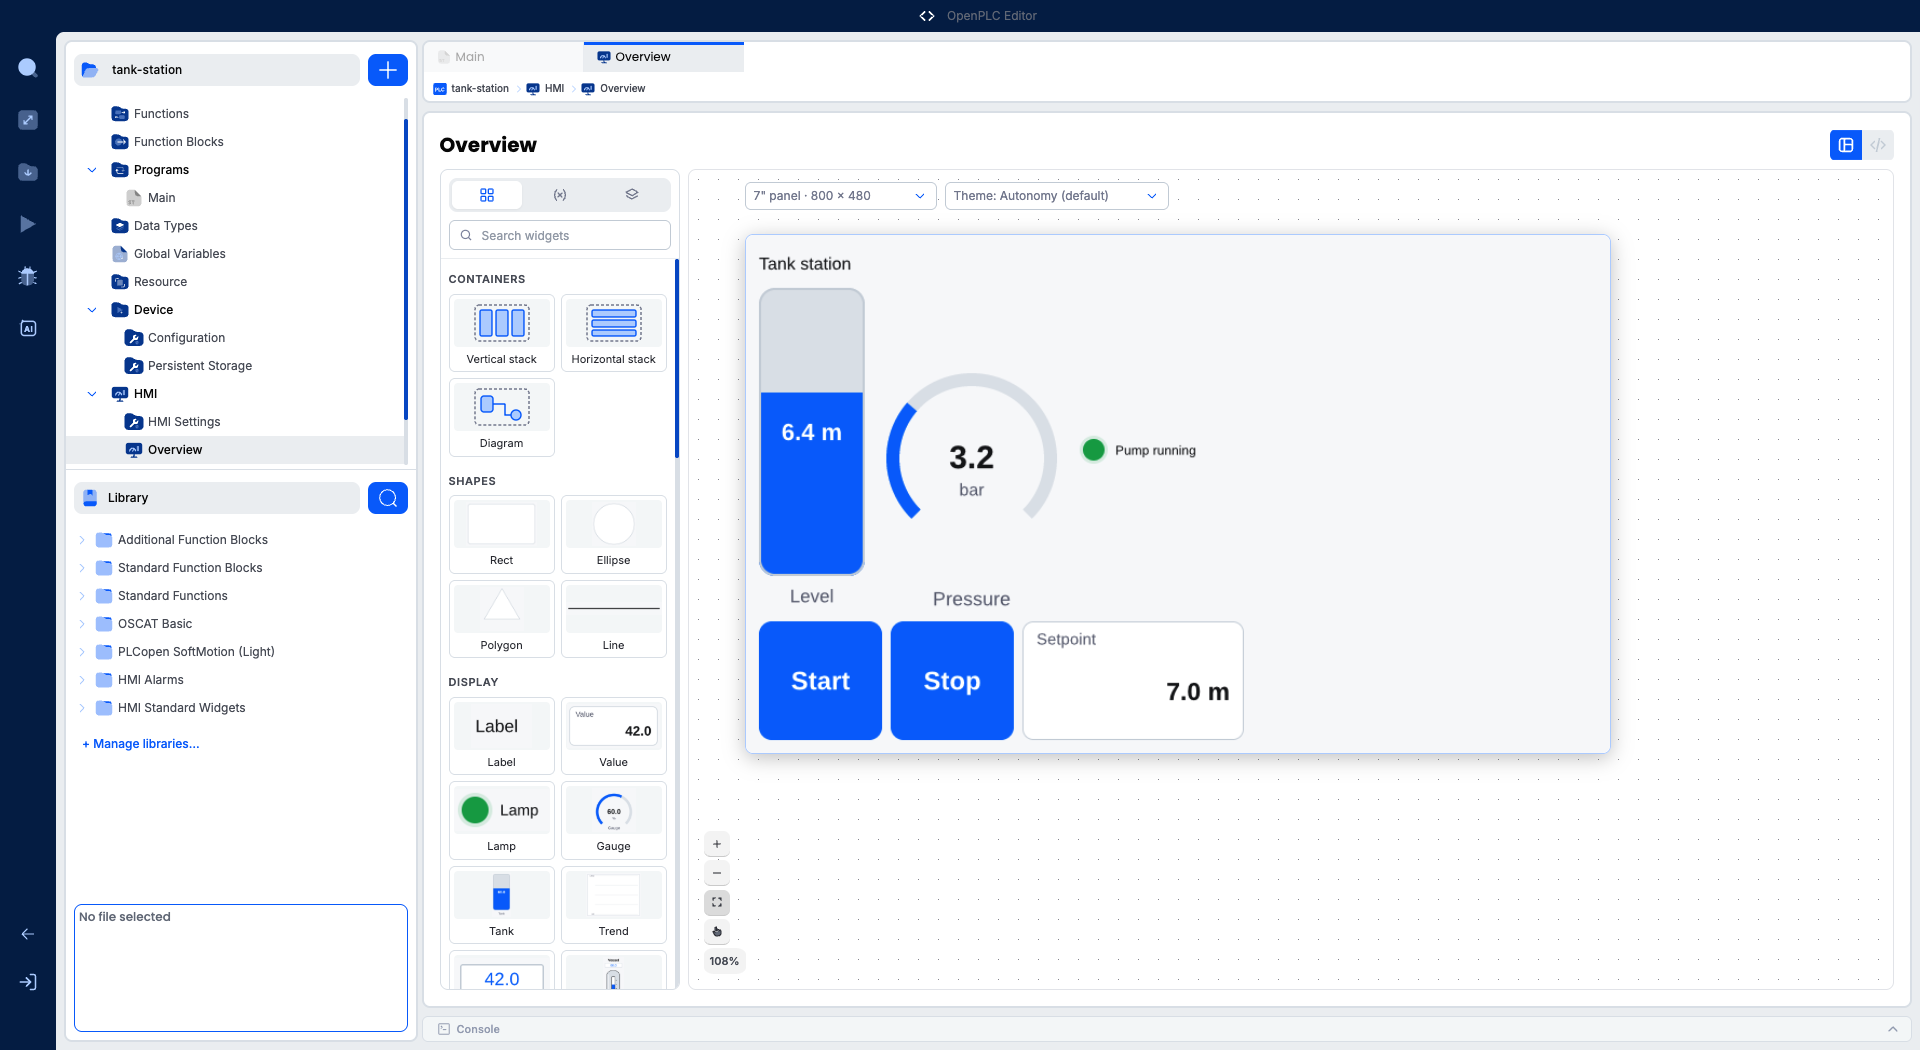 OpenPLC Editor
tank-station
Functions
Function Blocks
Programs
Main
Data Types
Global Variables
Resource
Device
Configuration
Persistent Storage
HMI
HMI Settings
Overview
Library
Additional Function Blocks
Standard Function Blocks
Standard Functions
OSCAT Basic
PLCopen SoftMotion (Light)
HMI Alarms
HMI Standard Widgets
+ Manage libraries...
No file selected
AI
Main
Overview
PLC tank-station
HMI
Overview
Overview
(x)
Search widgets
CONTAINERS
Vertical stack
Horizontal stack
Diagram
SHAPES
Rect
Ellipse
Polygon
Line
DISPLAY
Label
Label
Value
42.0
Value
Lamp
Lamp
60.0
Gauge
Gauge
Tank
Trend
42.0
7" panel · 800 × 480
Theme: Autonomy (default)
Tank station
6.4 m
Level
3.2
bar
Pressure
Pump running
Start
Stop
Setpoint
7.0 m
+
−
108%
Console